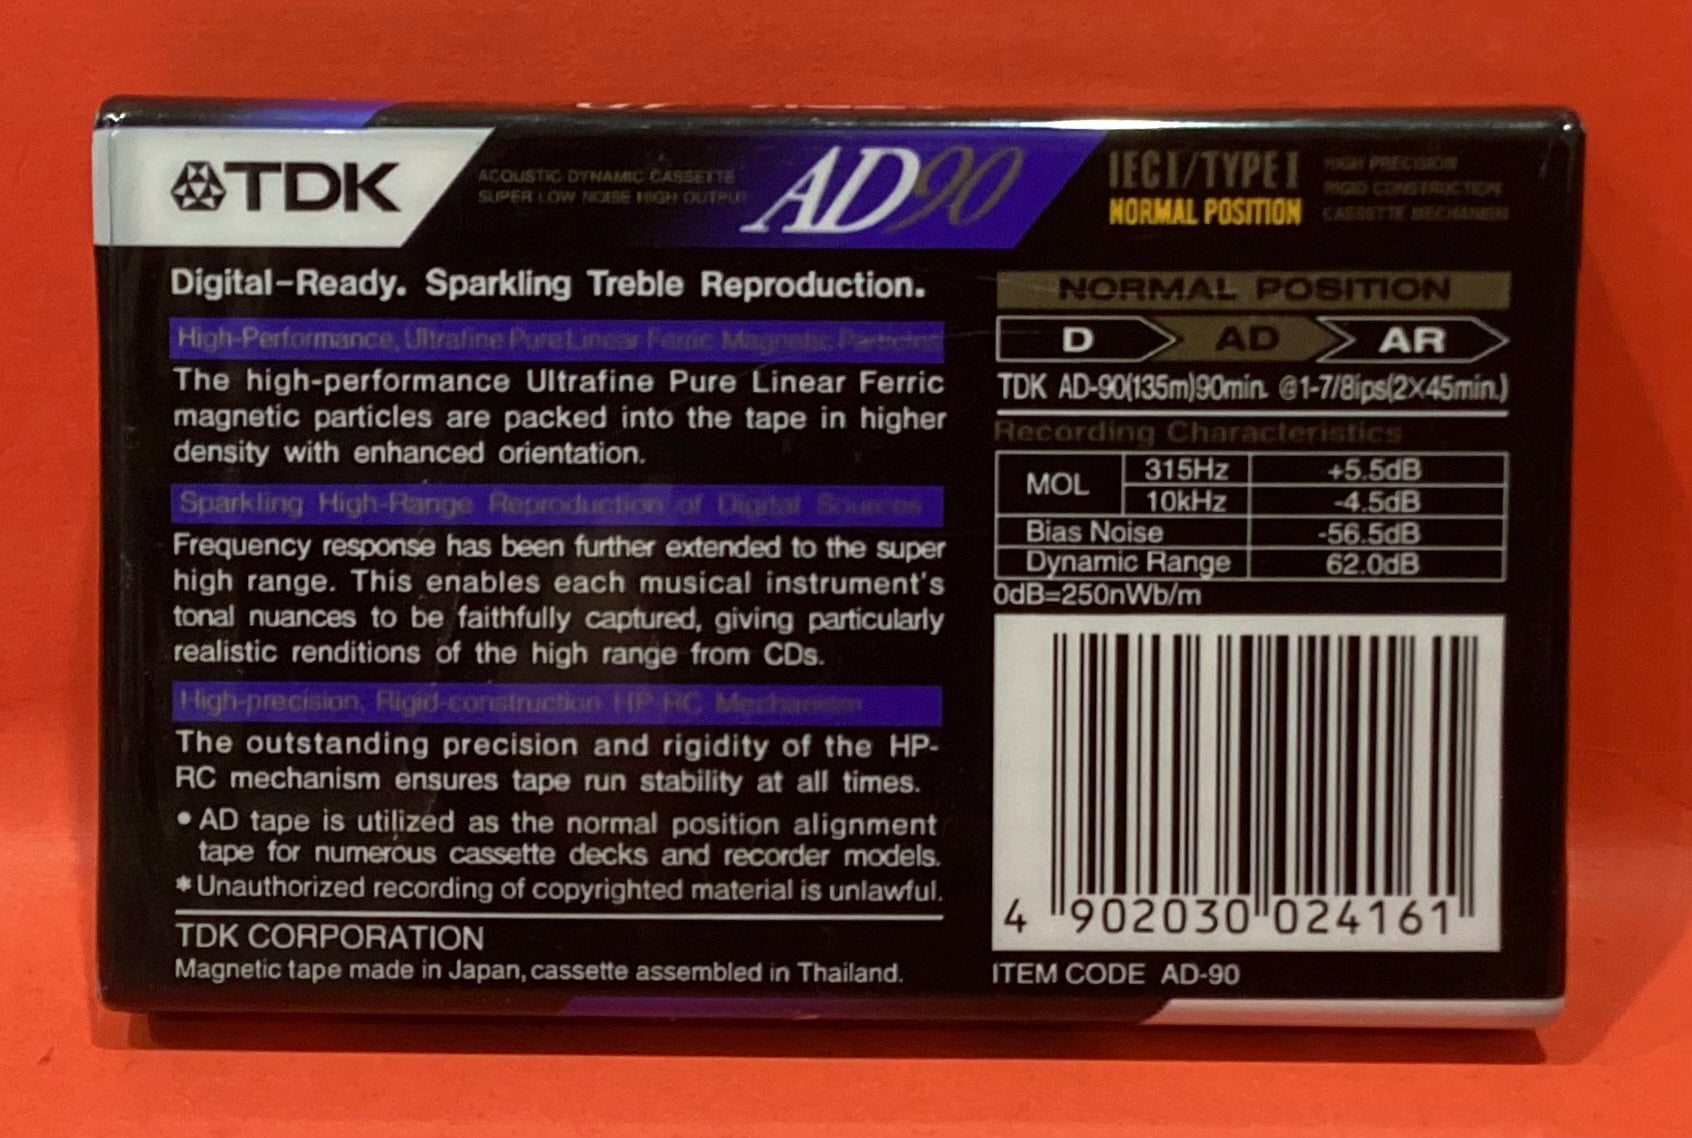 TDK
ACOUSTIC DYNAMIC CASSETTE
SUPER LOW NOISE HIGH OUTPUT
AD90
IEC I/TYPE I
NORMAL POSITION
HIGH PRECISION
RIGID CONSTRUCTION
CASSETTE MECHANISM
Digital-Ready. Sparkling Treble Reproduction.
High-Performance, Ultrafine Pure Linear Ferric Magnetic Particles
The high-performance Ultrafine Pure Linear Ferric
magnetic particles are packed into the tape in higher
density with enhanced orientation.
Sparkling High-Range Reproduction of Digital Sources
Frequency response has been further extended to the super
high range. This enables each musical instrument's
tonal nuances to be faithfully captured, giving particularly
realistic renditions of the high range from CDs.
High-precision, Rigid-construction HP-RC Mechanism
The outstanding precision and rigidity of the HP-
RC mechanism ensures tape run stability at all times.
• AD tape is utilized as the normal position alignment
tape for numerous cassette decks and recorder models.
* Unauthorized recording of copyrighted material is unlawful.
TDK CORPORATION
Magnetic tape made in Japan, cassette assembled in Thailand.
NORMAL POSITION
D AD AR
TDK AD-90(135m)90min. @1-7/8ips(2×45min.)
Recording Characteristics
MOL 315Hz +5.5dB
10kHz -4.5dB
Bias Noise -56.5dB
Dynamic Range 62.0dB
0dB=250nWb/m
4 902030 024161
ITEM CODE AD-90